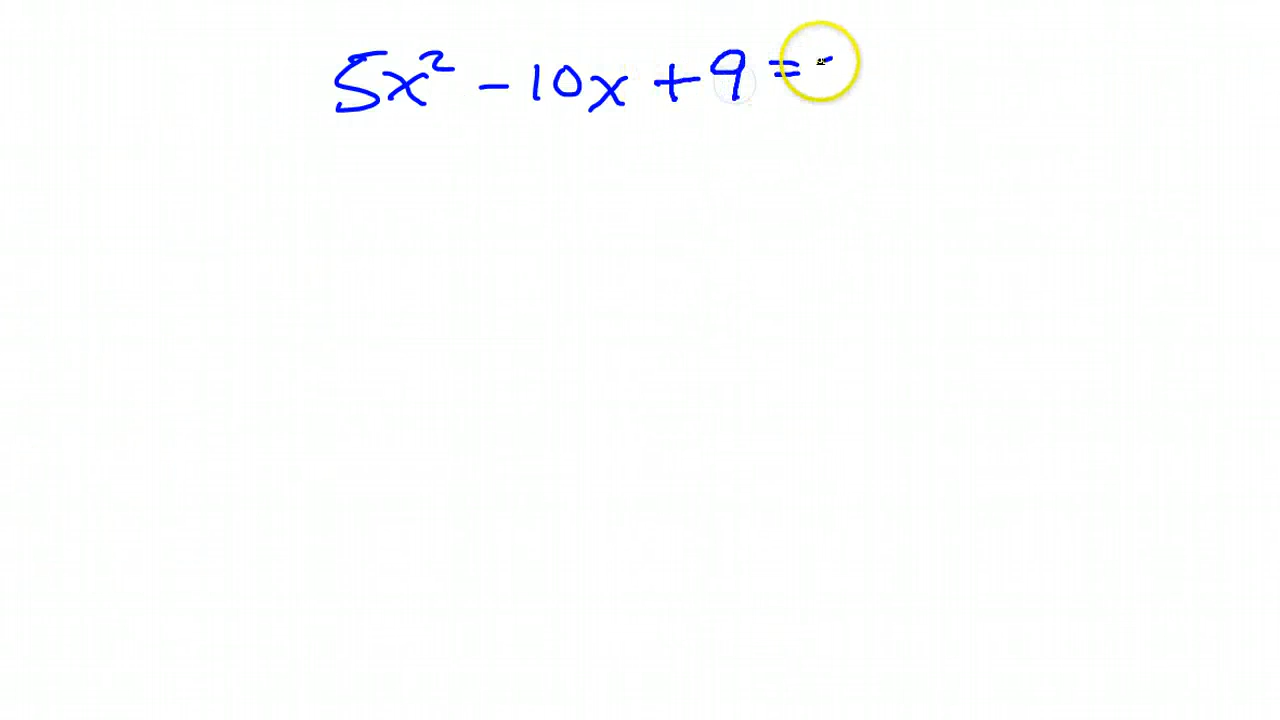 5x² - 10x + 9 =